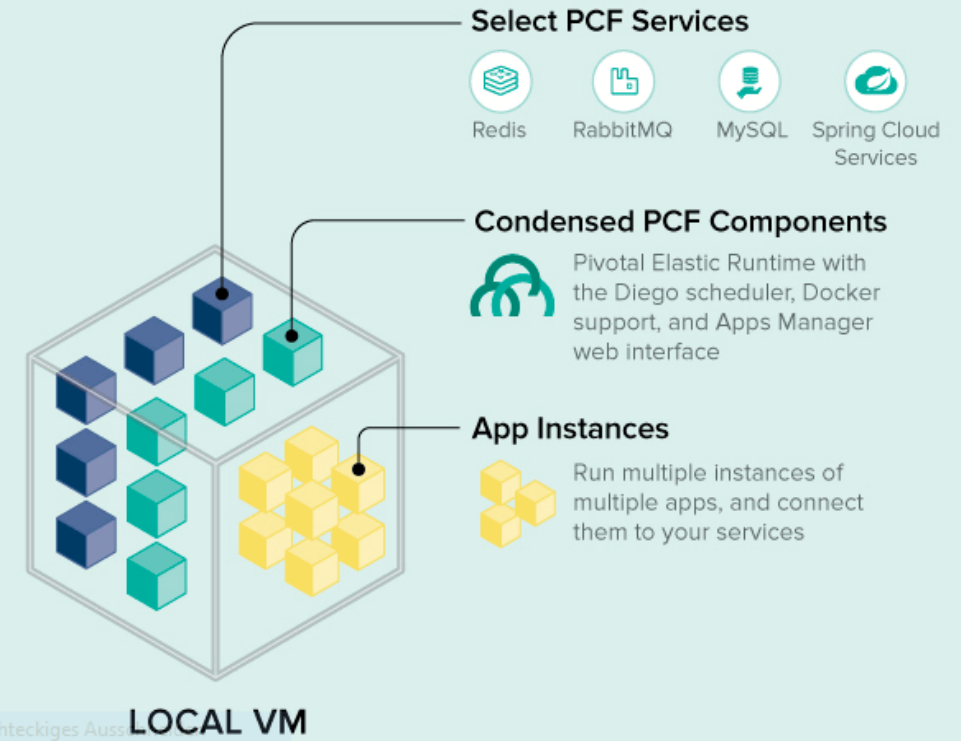 Select PCF Services
Redis
RabbitMQ
MySQL
Spring Cloud
Services
Condensed PCF Components
Pivotal Elastic Runtime with
the Diego scheduler, Docker
support, and Apps Manager
web interface
App Instances
Run multiple instances of
multiple apps, and connect
them to your services
LOCAL VM